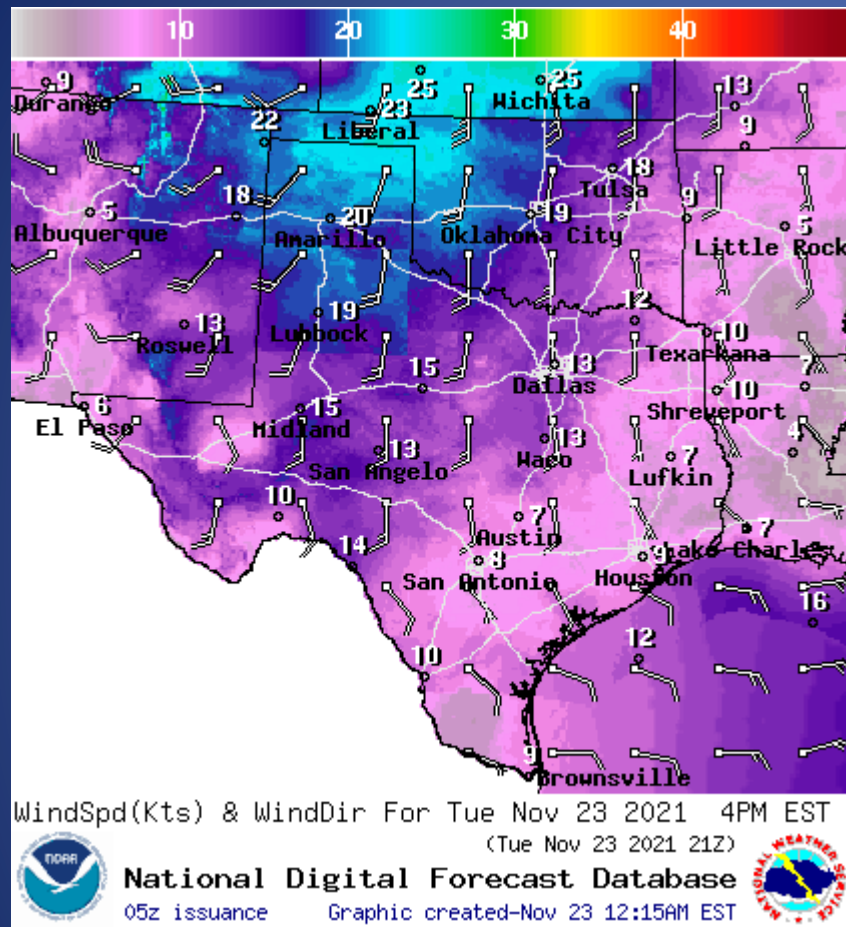 10 20 30 40
9 25 25 13
Durango Liberal 23 Wichita
22 9
18 Tulsa 18
5 18 20 19 9 5
Albuquerque Amarillo Oklahoma City Little Rock
13 19 12
Roswell Lubbock 10
Texarkana
15 Dallas 13 7
6 15 10
El Paso Midland Shreveport
13 13 7 4
San Angelo Waco Lufkin
10 7 7
Austin
14 8 9 Lake Charles
San Antonio Houston
16
10 12
9
Brownsville
WindSpd(Kts) & WindDir For Tue Nov 23 2021 4PM EST
(Tue Nov 23 2021 21Z)
NOAA
National Digital Forecast Database
05z issuance Graphic created-Nov 23 12:15AM EST
NATIONAL WEATHER SERVICE